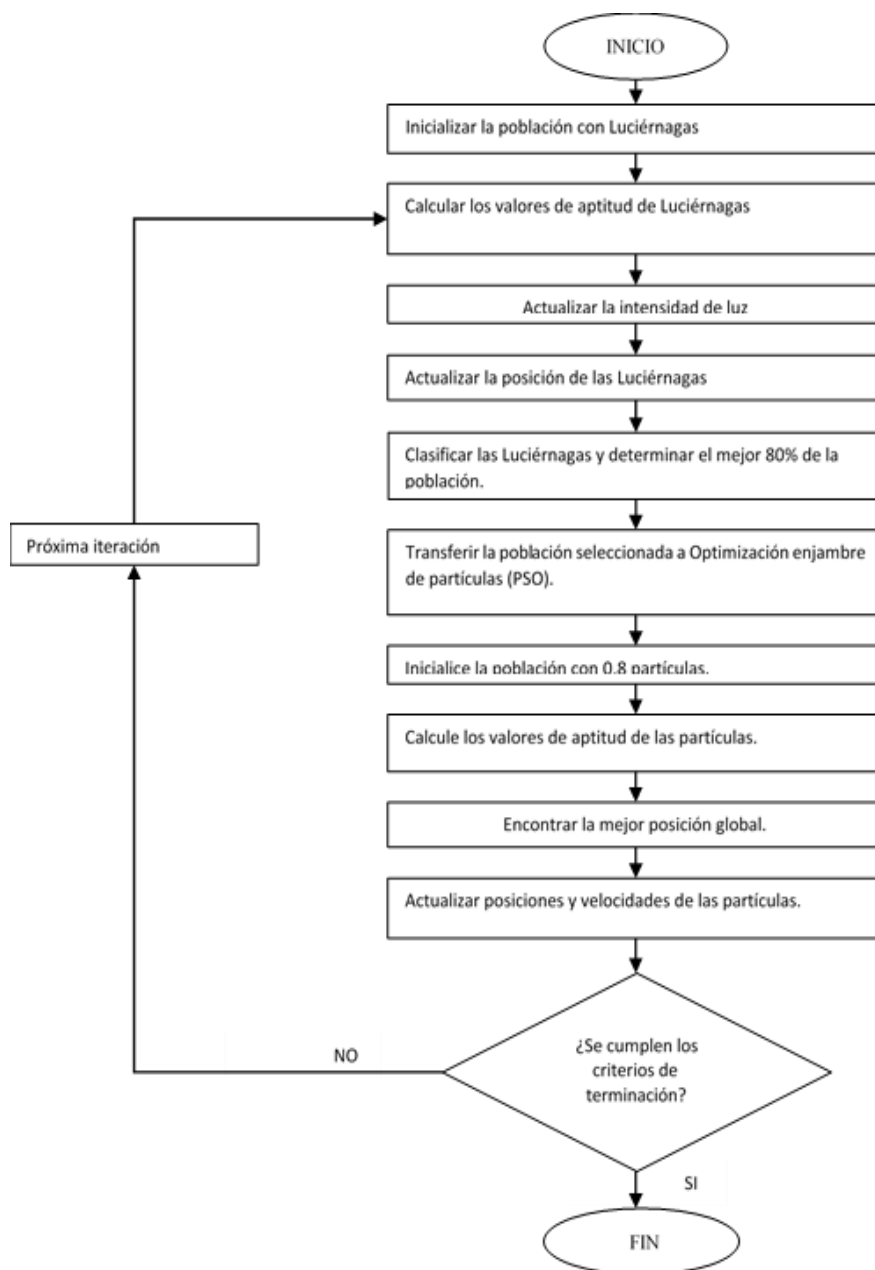 INICIO
Inicializar la población con Luciérnagas
Calcular los valores de aptitud de Luciérnagas
Actualizar la intensidad de luz
Actualizar la posición de las Luciérnagas
Clasificar las Luciérnagas y determinar el mejor 80% de la
población.
Transferir la población seleccionada a Optimización enjambre
de partículas (PSO).
Inicialice la población con 0.8 partículas.
Calcule los valores de aptitud de las partículas.
Encontrar la mejor posición global.
Actualizar posiciones y velocidades de las partículas.
¿Se cumplen los
criterios de
terminación?
NO
Próxima iteración
SI
FIN